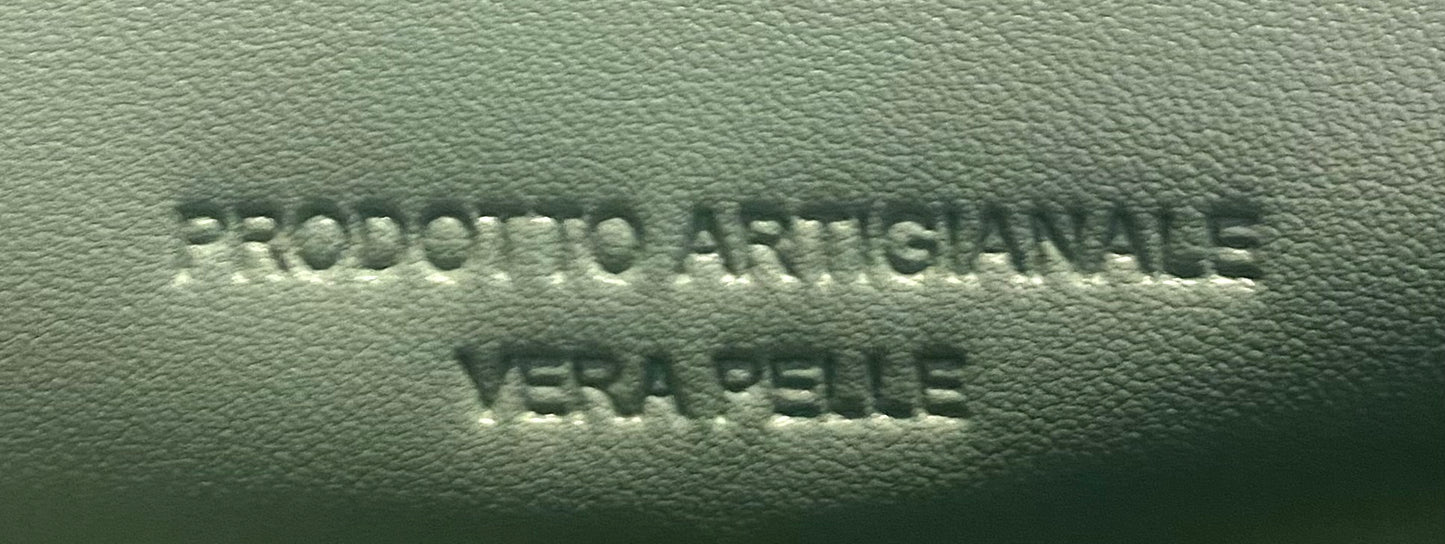 PRODOTTO ARTIGIANALE
VERA PELLE